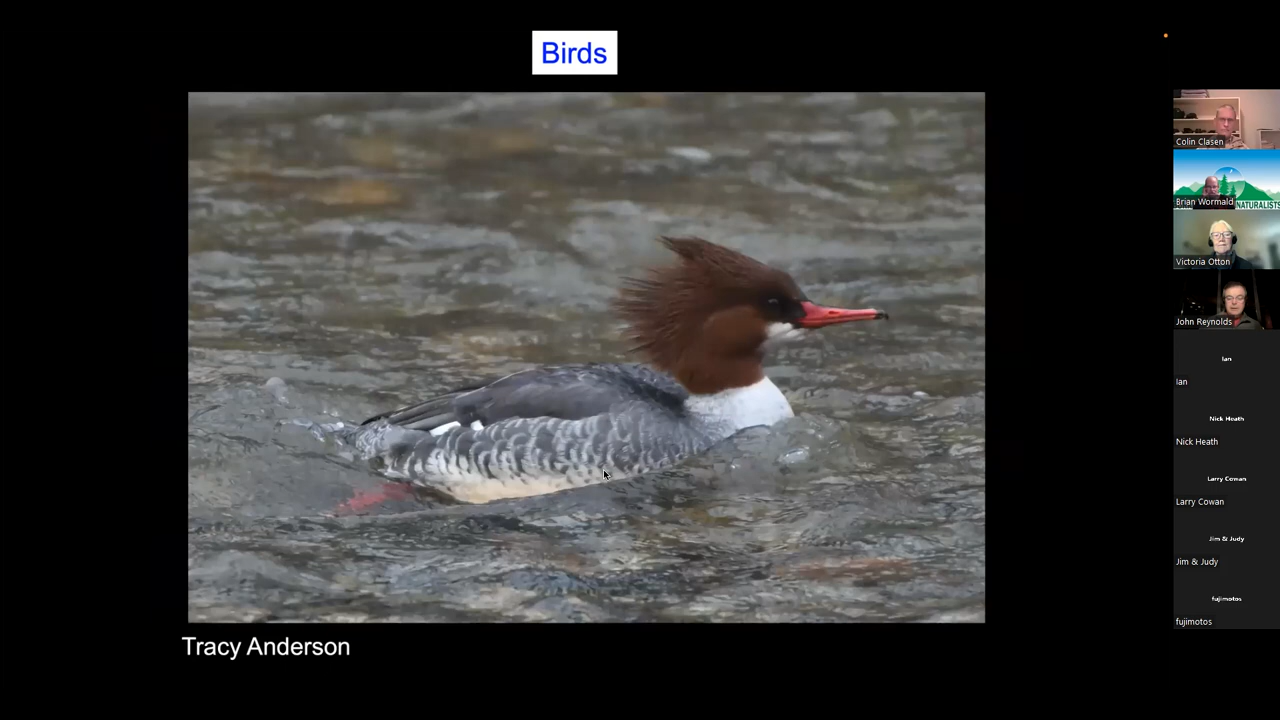 Birds
Tracy Anderson
Colin Clasen
NATURALISTS
Brian Wormald
Victoria Otton
John Reynolds
Ian
Ian
Nick Heath
Nick Heath
Larry Cowan
Larry Cowan
Jim & Judy
Jim & Judy
fujimotos
fujimotos